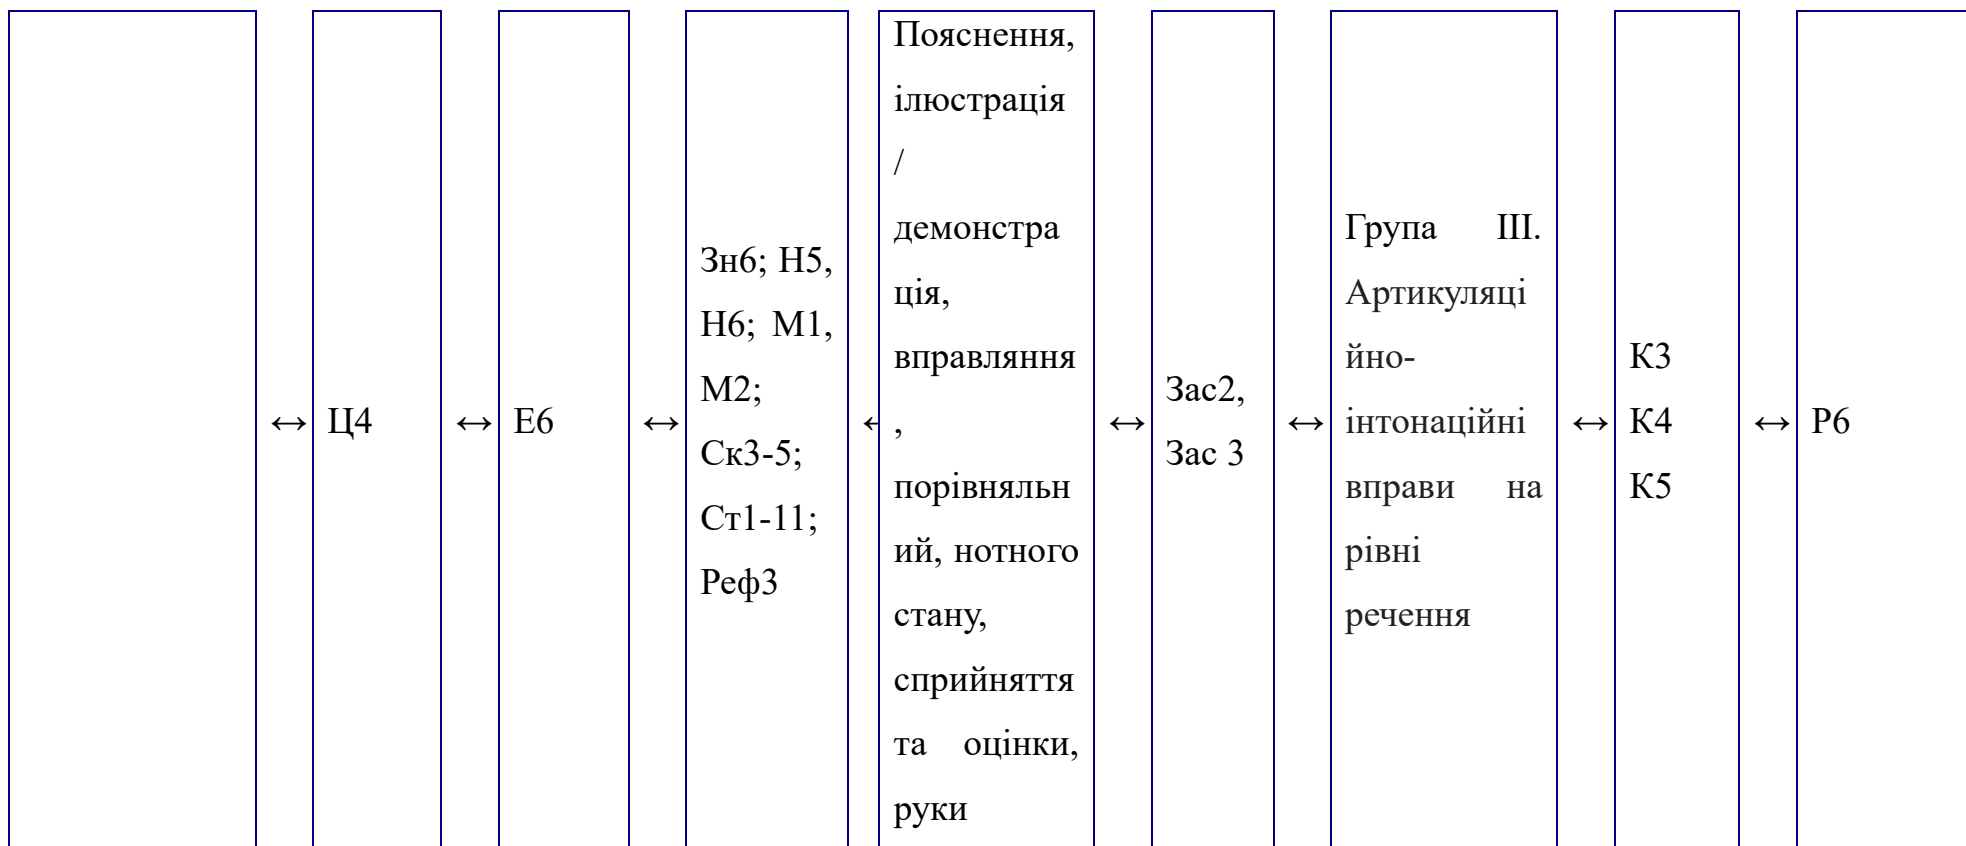 ↔
Ц4
↔
Е6
↔
Зн6; Н5,
Н6; М1,
М2;
Ск3-5;
Ст1-11;
Реф3
Пояснення,
ілюстрація
/
демонстра
ція,
вправляння
,
порівняльн
ий, нотного
стану,
сприйняття
та оцінки,
руки
↔
Зас2,
Зас 3
↔
Група ІІІ.
Артикуляці
йно-
інтонаційні
вправи на
рівні
речення
↔
К3
К4
К5
↔
Р6